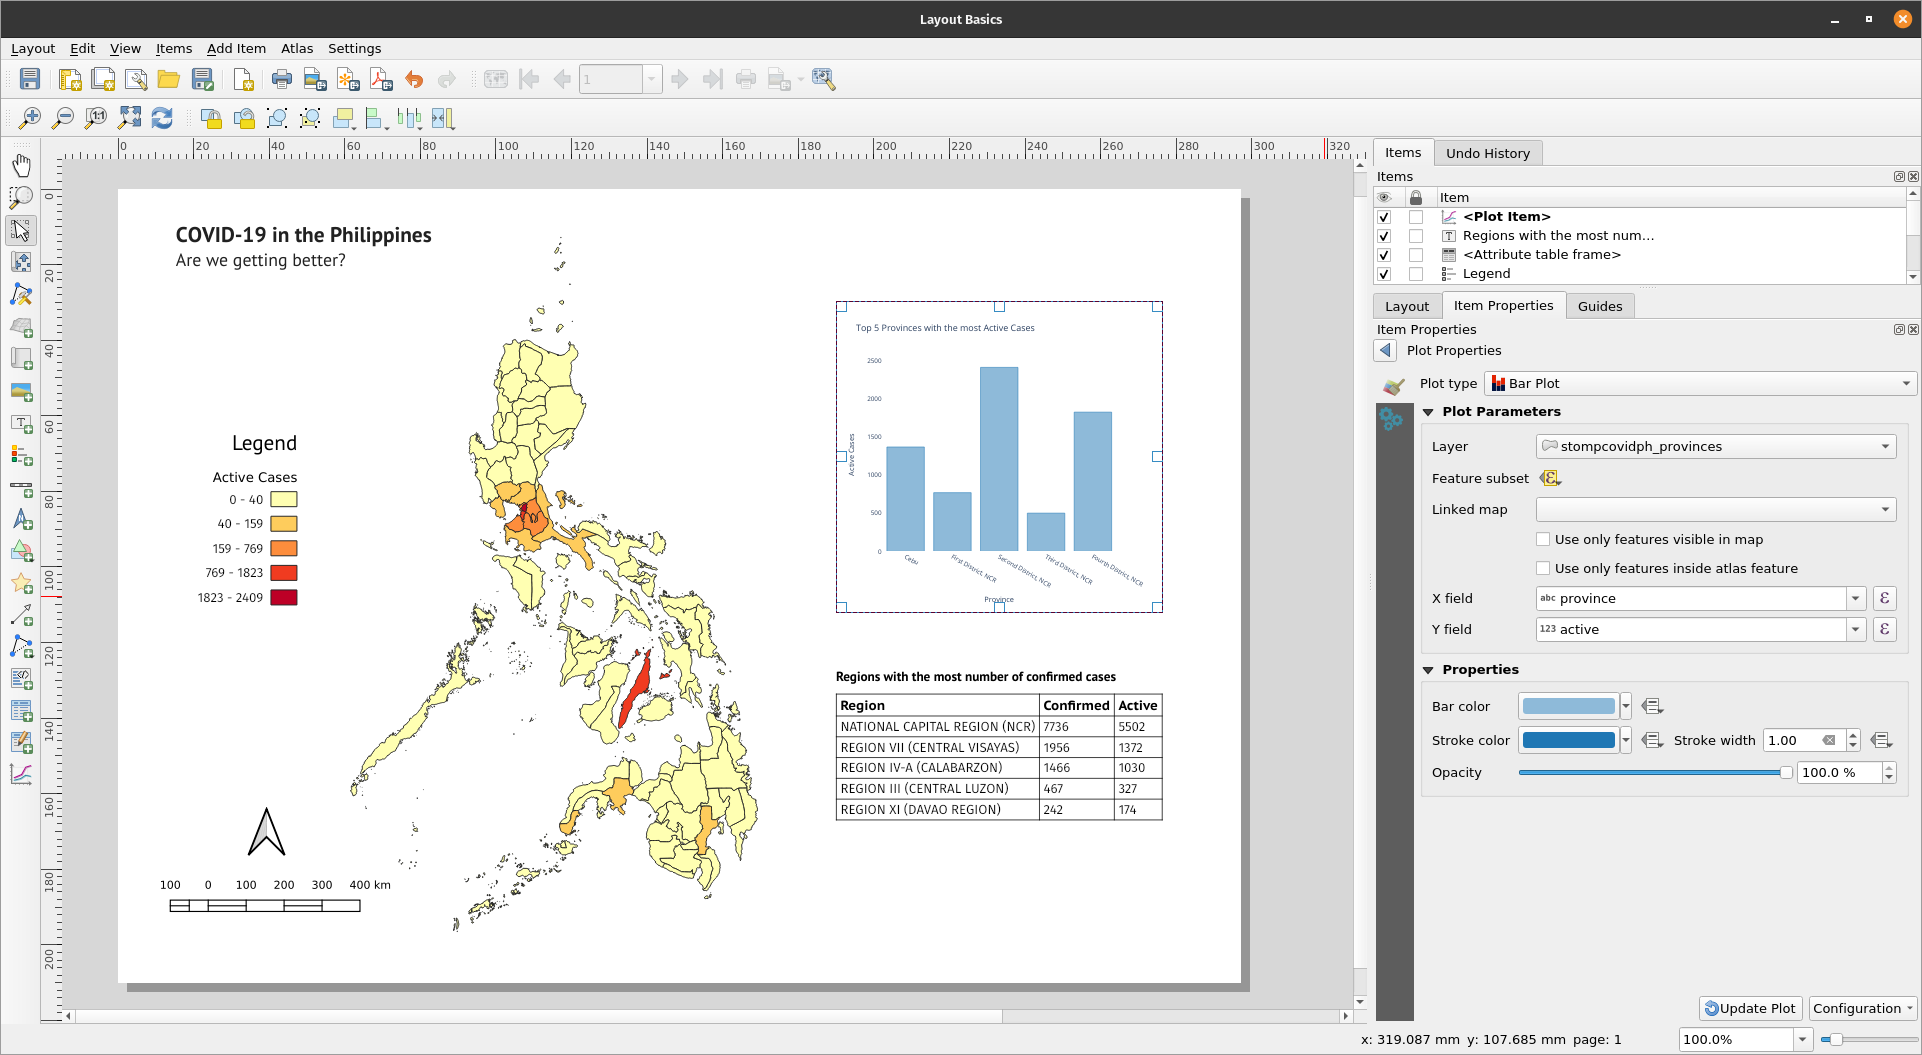 Layout Basics
Layout Edit View Items Add Item Atlas Settings
1
1:1
0 20 40 60 80 100 120 140 160 180 200 220 240 260 280 300 320
0
20
40
60
80
100
120
140
160
180
200
COVID-19 in the Philippines
Are we getting better?
Legend
Active Cases
0 - 40
40 - 159
159 - 769
769 - 1823
1823 - 2409
100 0 100 200 300 400 km
Top 5 Provinces with the most Active Cases
2500
2000
1500
1000
500
0
Active Cases
Cebu
First District, NCR
Second District, NCR
Third District, NCR
Fourth District, NCR
Province
Regions with the most number of confirmed cases
Region Confirmed Active
NATIONAL CAPITAL REGION (NCR) 7736 5502
REGION VII (CENTRAL VISAYAS) 1956 1372
REGION IV-A (CALABARZON) 1466 1030
REGION III (CENTRAL LUZON) 467 327
REGION XI (DAVAO REGION) 242 174
Items Undo History
Items
Item
<Plot Item>
Regions with the most num...
<Attribute table frame>
Legend
Layout Item Properties Guides
Item Properties
Plot Properties
Plot type Bar Plot
Plot Parameters
Layer stompcovidph_provinces
Feature subset ε
Linked map
Use only features visible in map
Use only features inside atlas feature
X field abc province ε
Y field 123 active ε
Properties
Bar color
Stroke color Stroke width 1.00
Opacity 100.0 %
Update Plot Configuration
x: 319.087 mm y: 107.685 mm page: 1 100.0%